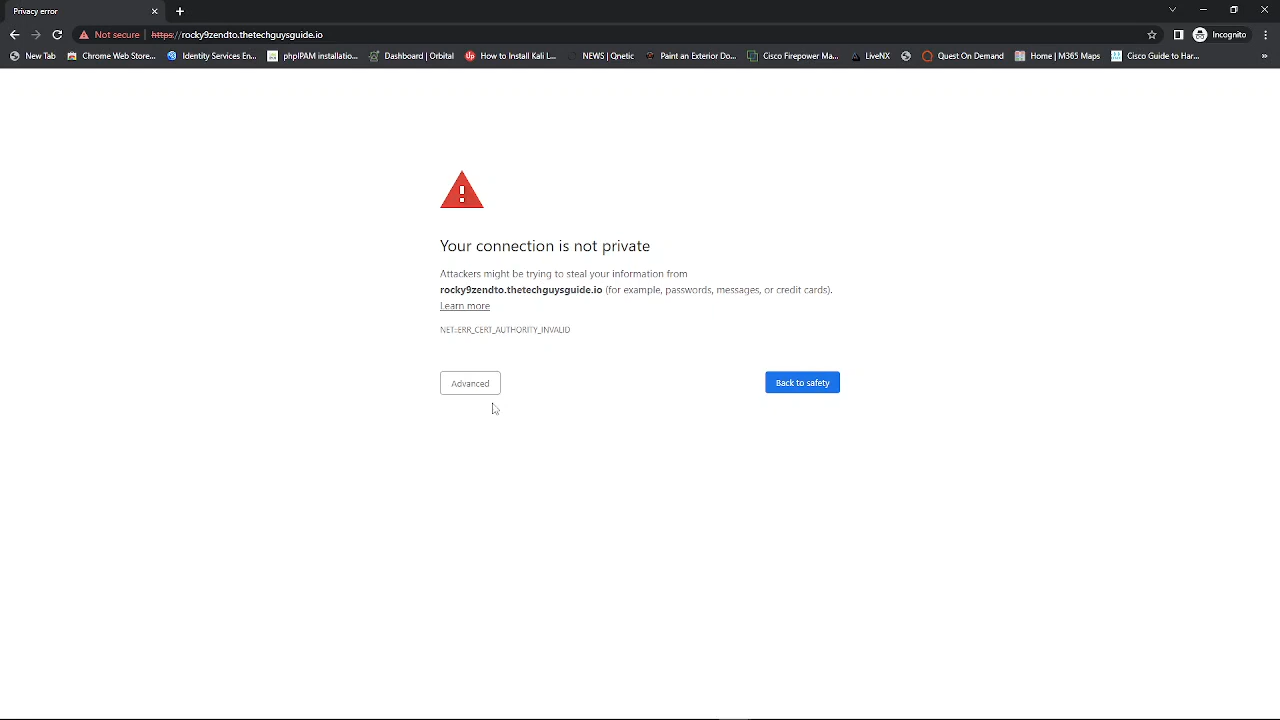 Privacy error
Not secure https://rocky9zendto.thetechguysguide.io Incognito
New Tab Chrome Web Store... Identity Services En... phpIPAM installatio... Dashboard | Orbital How to Install Kali L... NEWS | Qnetic Paint an Exterior Do... Cisco Firepower Ma... LiveNX Quest On Demand Home | M365 Maps Cisco Guide to Har... »
Your connection is not private
Attackers might be trying to steal your information from
rocky9zendto.thetechguysguide.io (for example, passwords, messages, or credit cards).
Learn more
NET::ERR_CERT_AUTHORITY_INVALID
Advanced Back to safety